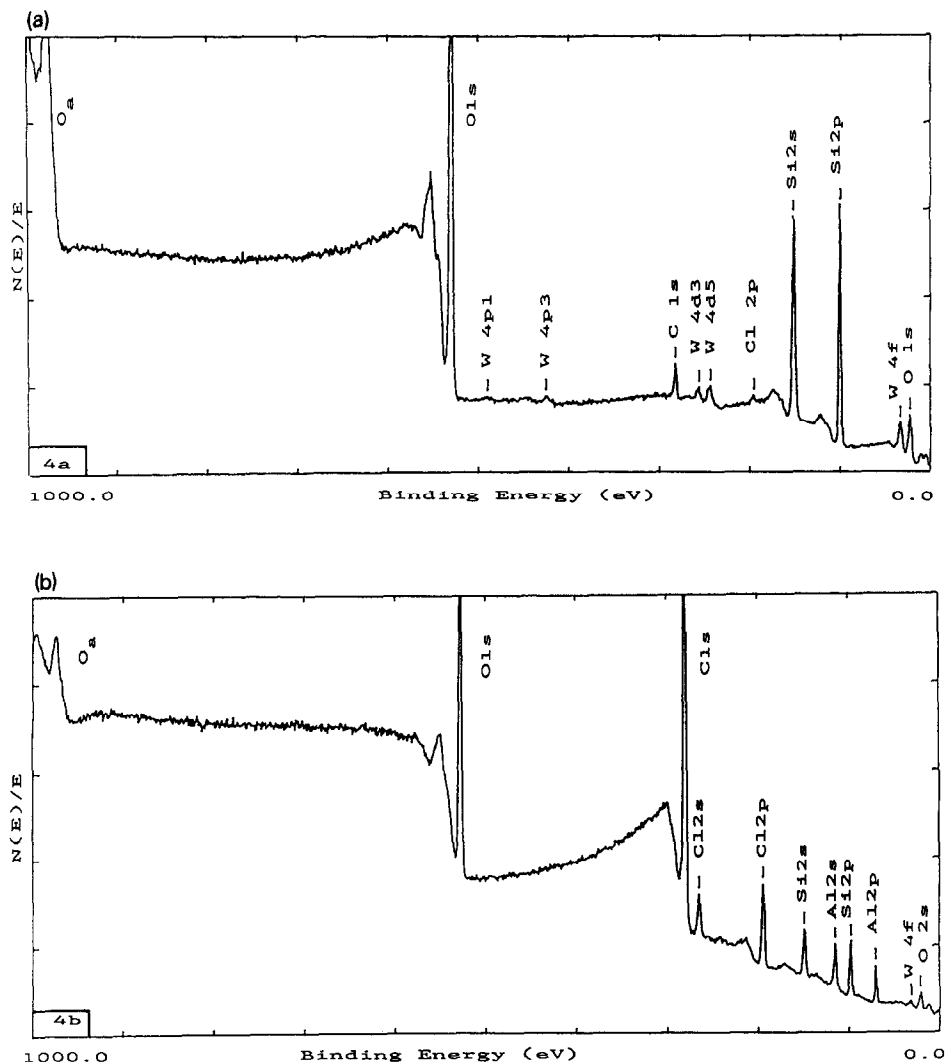 (a)
O a
O1s
W 4p1
W 4p3
C 1s
W 4d3
W 4d5
Cl 2p
Si2s
Si2p
W 4f
O 1s
N(E)/E
4a
1000.0
Binding Energy (eV)
0.0
(b)
O a
O1s
C1s
Cl2s
Cl2p
Si2s
Al2s
Si2p
Al2p
W 4f
O 2s
N(E)/E
4b
1000.0
Binding Energy (eV)
0.0